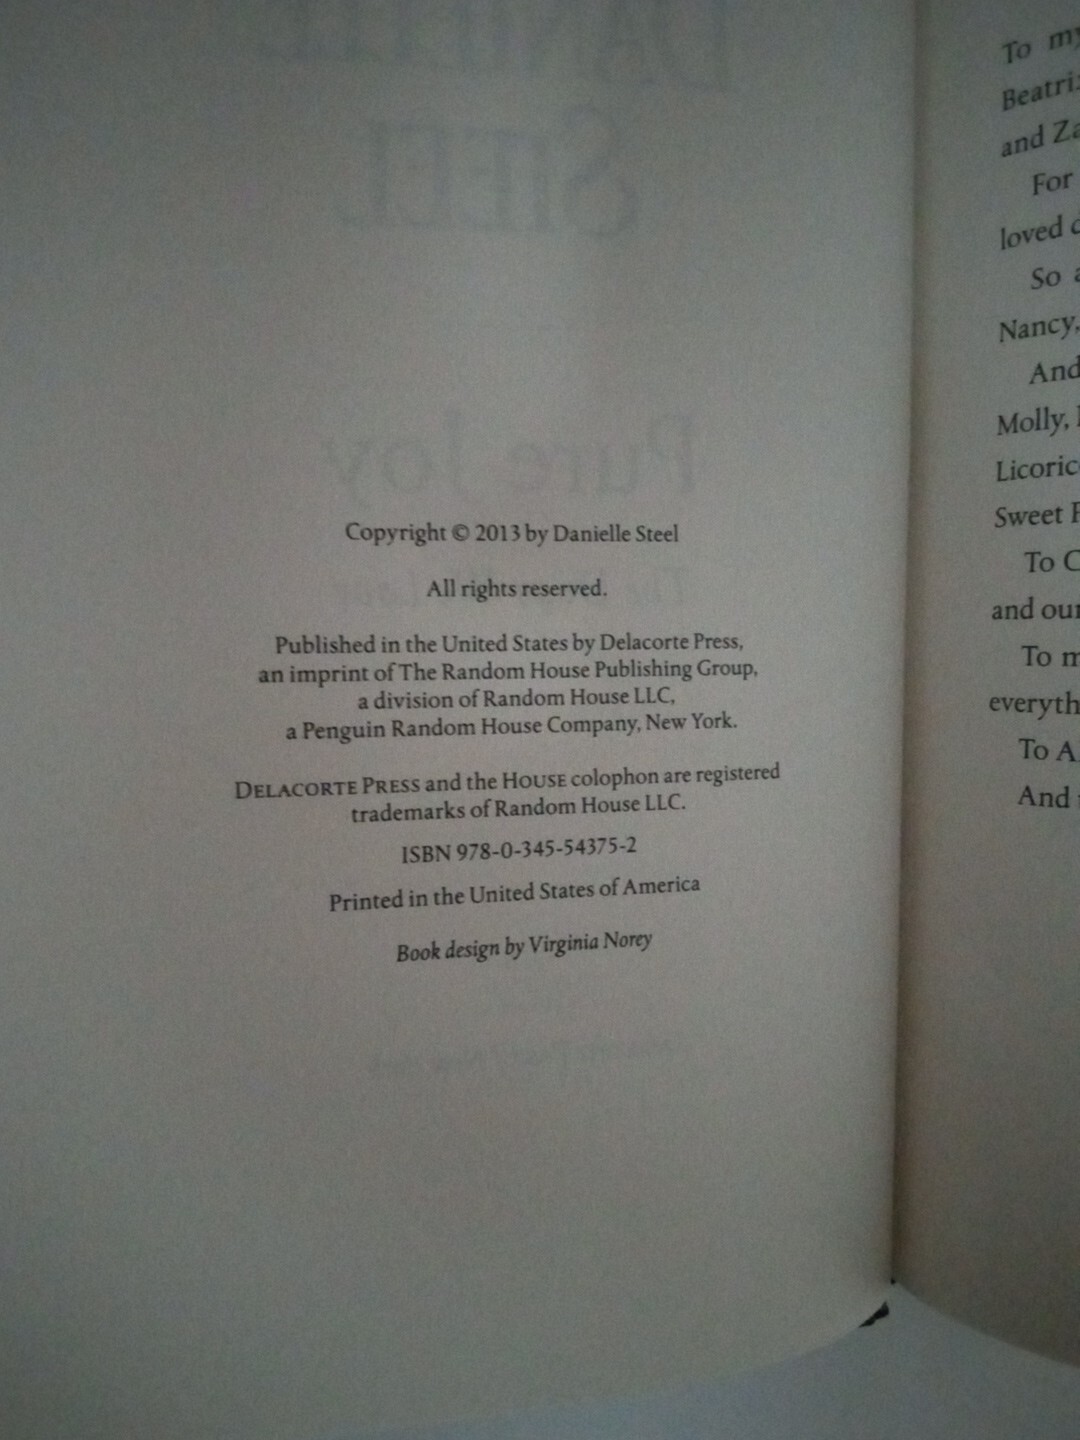 Copyright © 2013 by Danielle Steel
All rights reserved.
Published in the United States by Delacorte Press,
an imprint of The Random House Publishing Group,
a division of Random House LLC,
a Penguin Random House Company, New York.
DELACORTE PRESS and the HOUSE colophon are registered
trademarks of Random House LLC.
ISBN 978-0-345-54375-2
Printed in the United States of America
Book design by Virginia Norey
To my
and
For
loved
So
Nancy,
And
Molly,
Sweet
To
and our
To
To
And